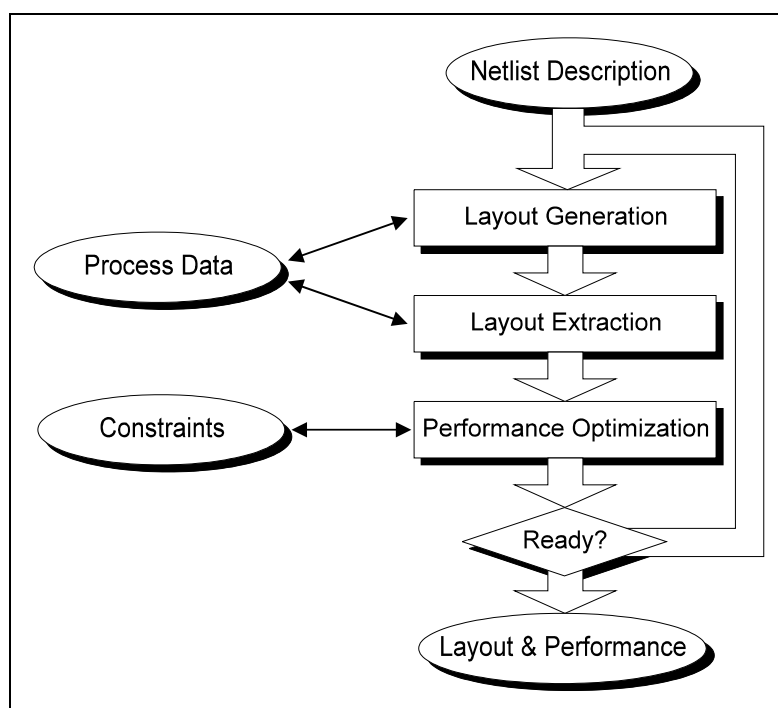 Netlist Description
Layout Generation
Process Data
Layout Extraction
Constraints
Performance Optimization
Ready?
Layout & Performance